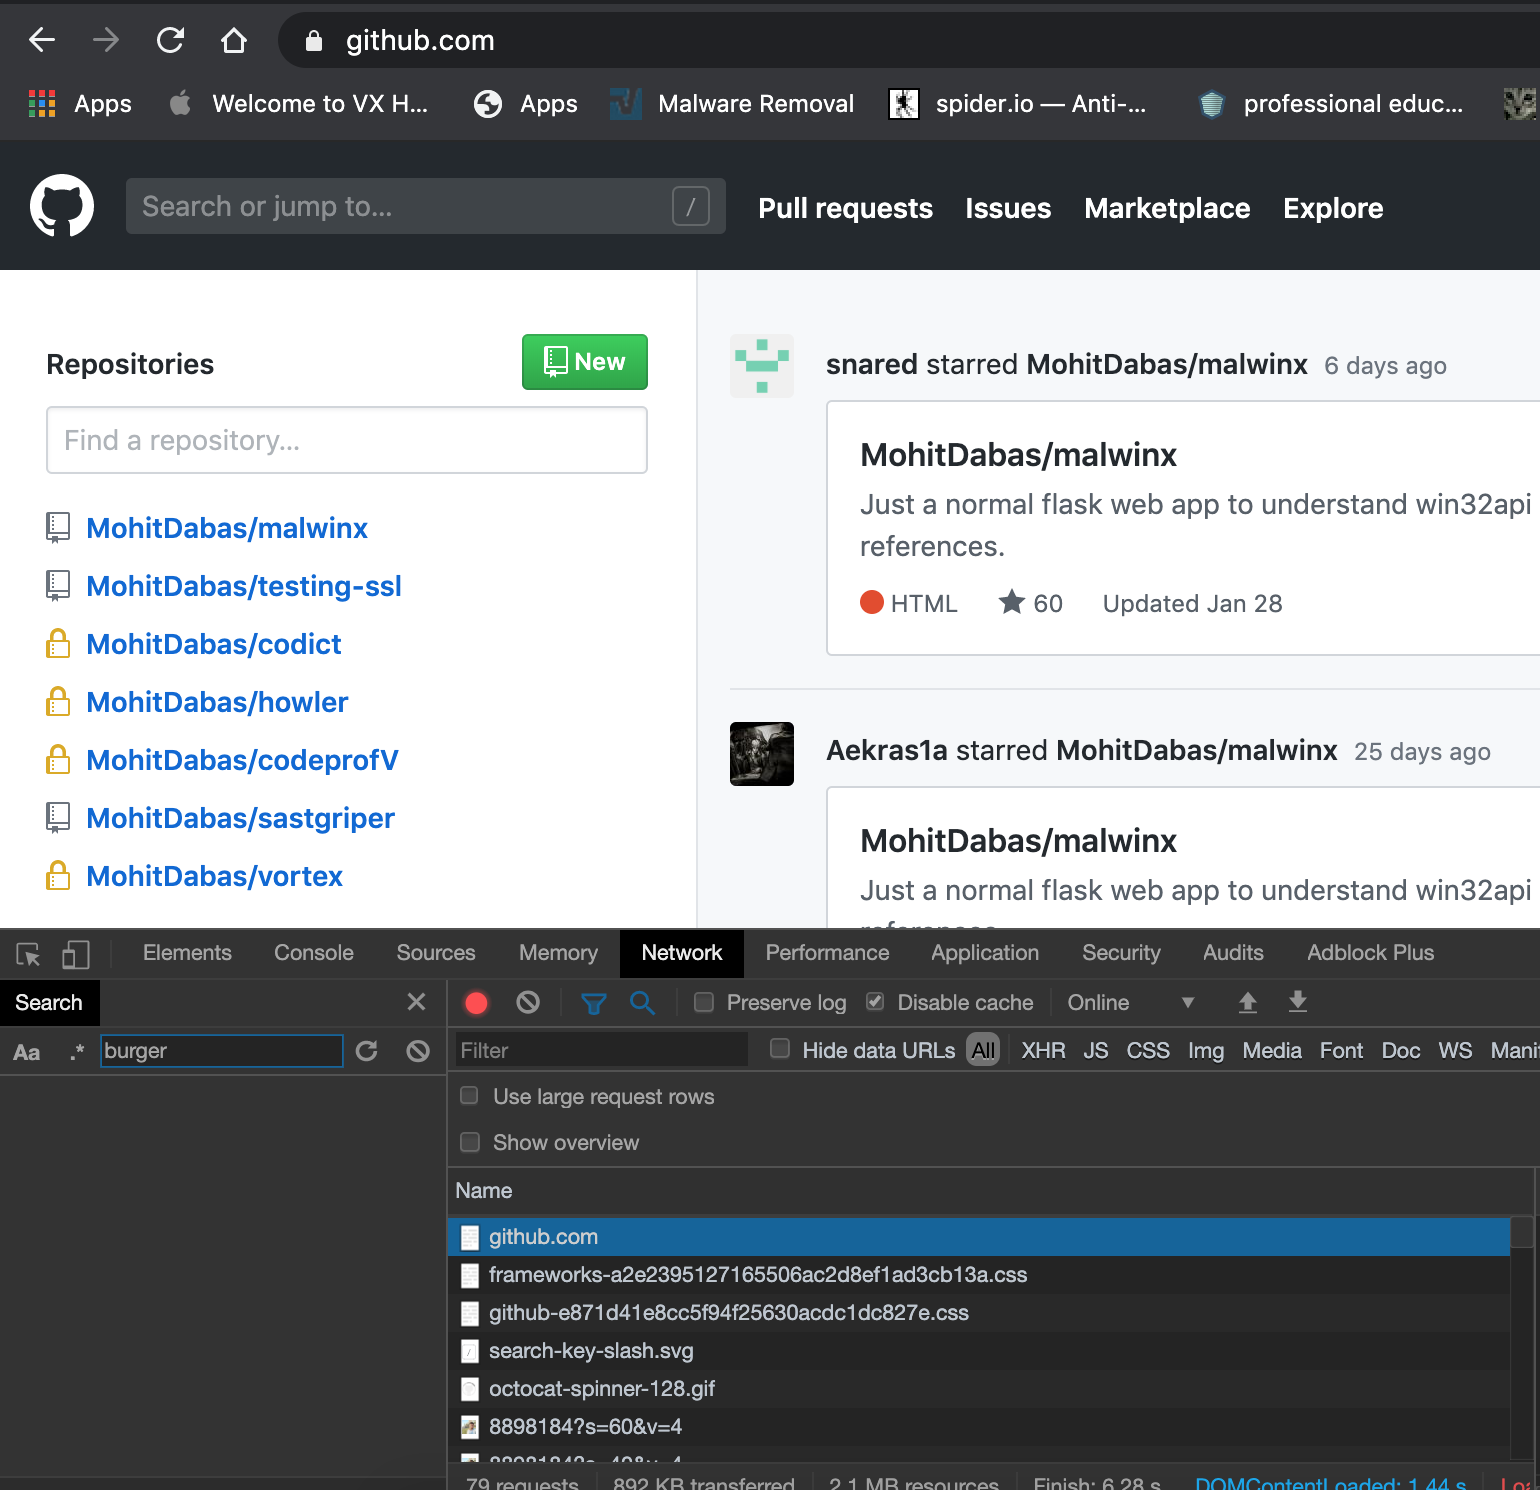 github.com
Apps Welcome to VX H... Apps Malware Removal spider.io — Anti-... professional educ...
Search or jump to... / Pull requests Issues Marketplace Explore
Repositories New
Find a repository...
MohitDabas/malwinx
MohitDabas/testing-ssl
MohitDabas/codict
MohitDabas/howler
MohitDabas/codeprofV
MohitDabas/sastgriper
MohitDabas/vortex
snared starred MohitDabas/malwinx 6 days ago
MohitDabas/malwinx
Just a normal flask web app to understand win32api
references.
HTML 60 Updated Jan 28
Aekras1a starred MohitDabas/malwinx 25 days ago
MohitDabas/malwinx
Just a normal flask web app to understand win32api
references.
Elements Console Sources Memory Network Performance Application Security Audits Adblock Plus
Search
Aa .* burger
Preserve log Disable cache Online
Filter Hide data URLs All XHR JS CSS Img Media Font Doc WS Mani
Use large request rows
Show overview
Name
github.com
frameworks-a2e2395127165506ac2d8ef1ad3cb13a.css
github-e871d41e8cc5f94f25630acdc1dc827e.css
search-key-slash.svg
octocat-spinner-128.gif
8898184?s=60&v=4
79 requests 892 KB transferred 2.1 MB resources Finish: 6.28 s DOMContentLoaded: 1.44 s